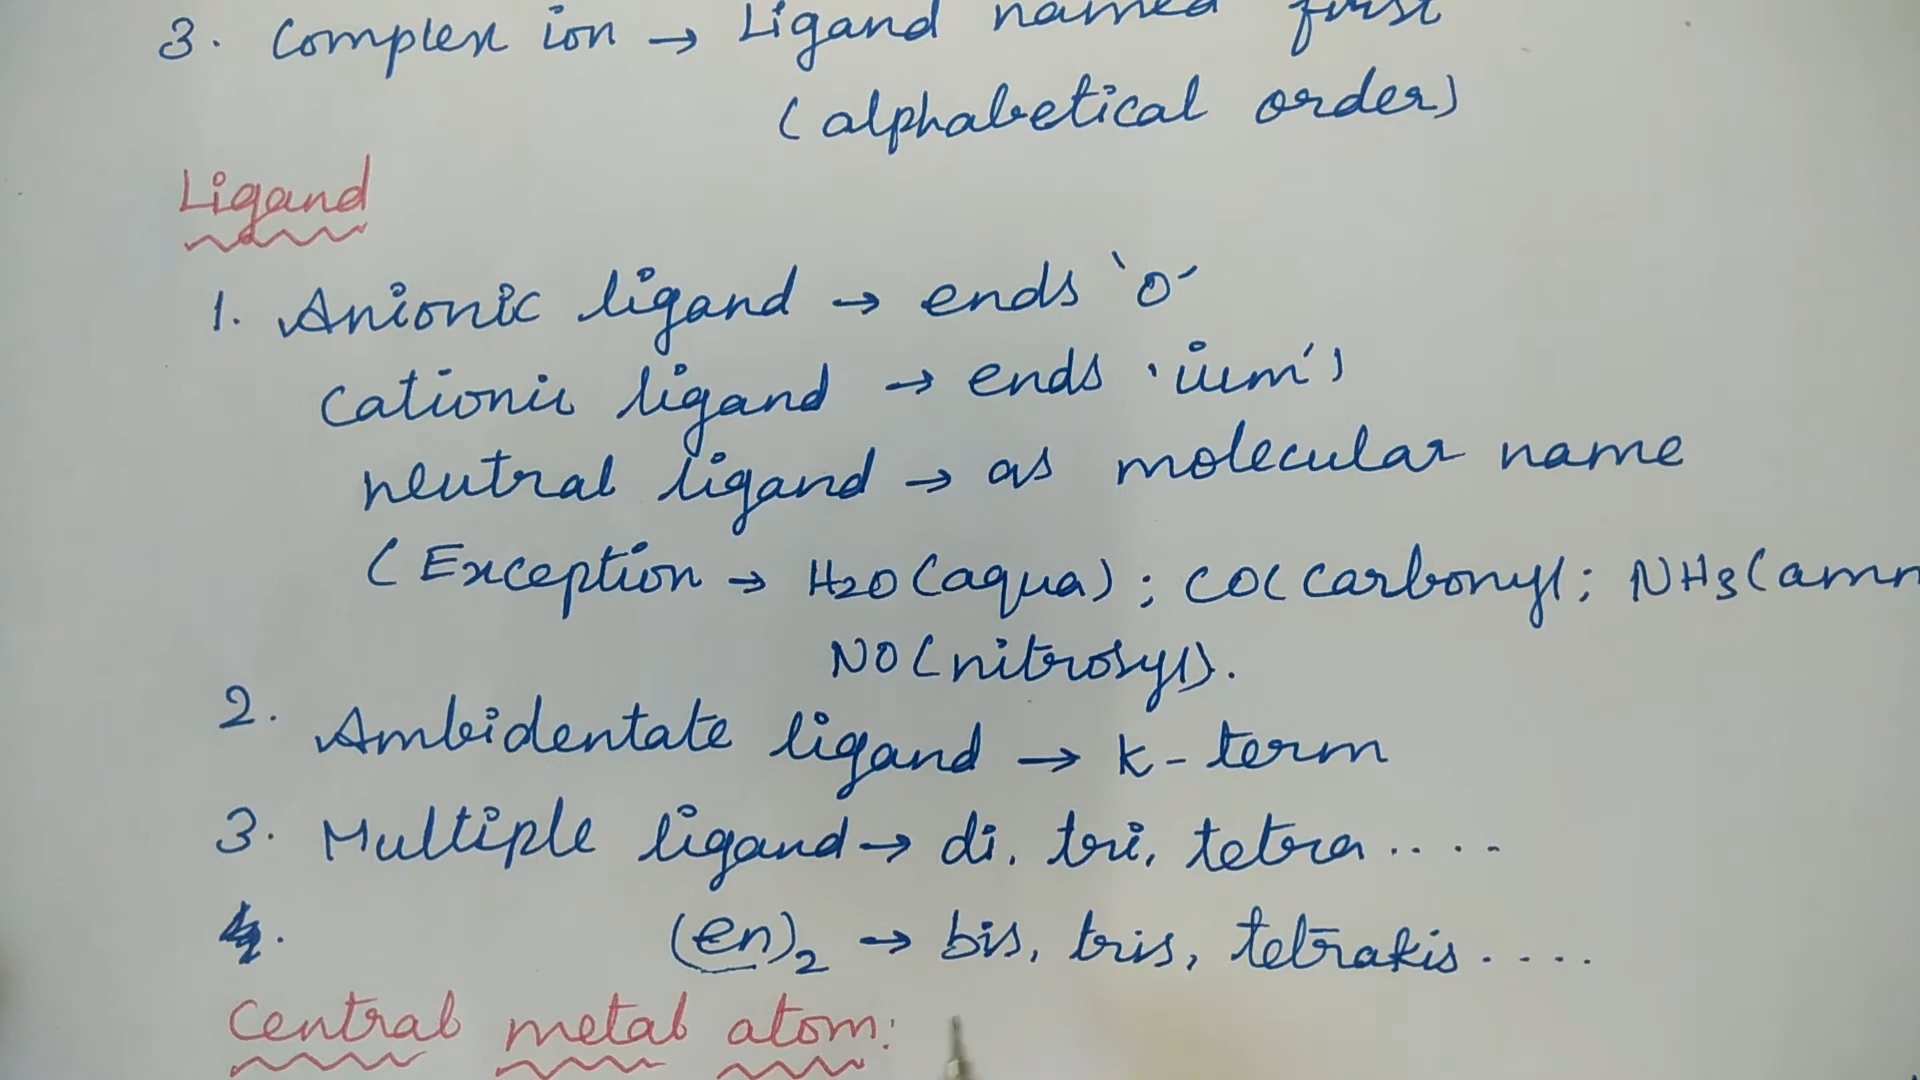 3. Complex ion → Ligand named first
(alphabetical order)
Ligand
1. Anionic ligand → ends 'o'
Cationic ligand → ends 'ium')
neutral ligand → as molecular name
(Exception → H2O (aqua) ; CO( carbonyl ; NH3 (amm
NO (nitrosyl).
2. Ambidentate ligand → k - term
3. Multiple ligand → di, tri, tetra ....
4. (en)2 → bis, tris, tetrakis ....
Central metal atom: